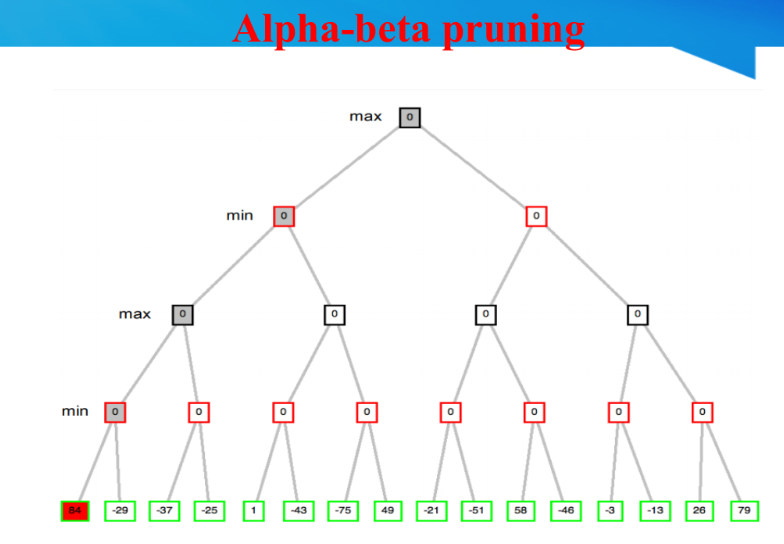 Alpha-beta pruning
max 0
min 0 0
max 0 0 0 0
min 0 0 0 0 0 0 0 0
84 -29 -37 -25 1 -43 -75 49 -21 -51 58 -46 -3 -13 26 79